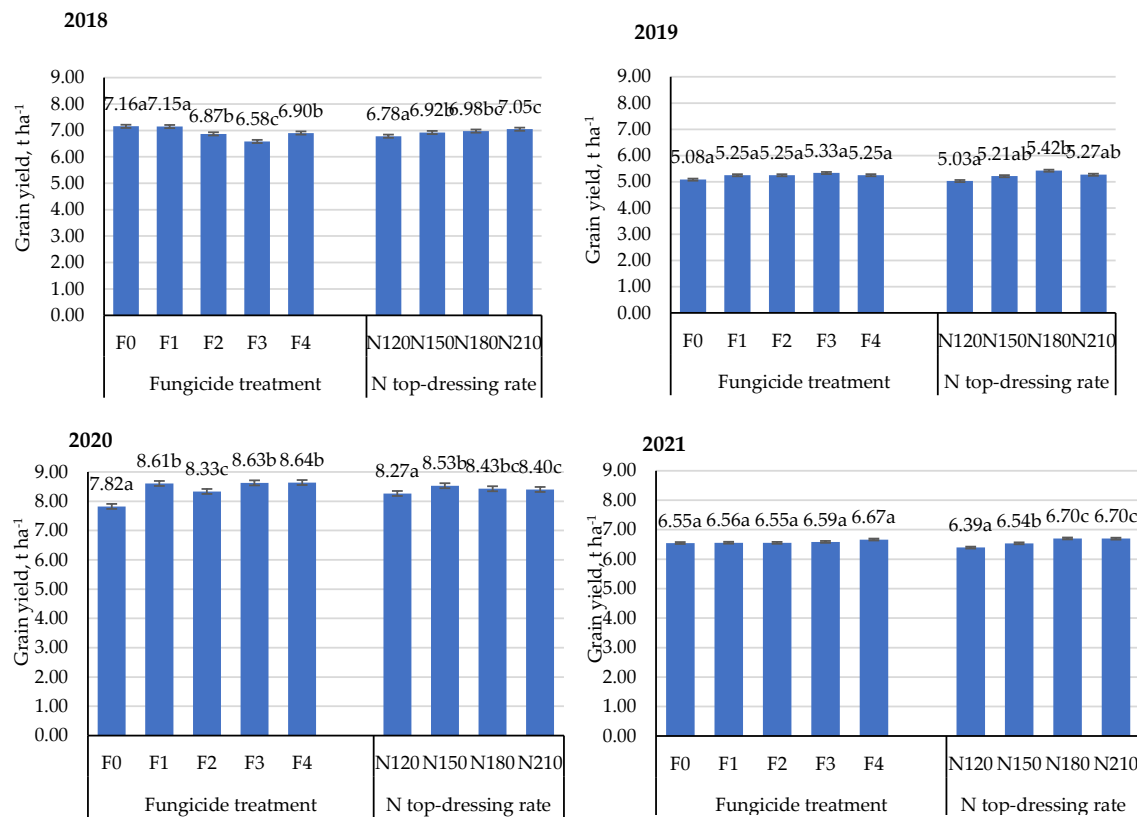 2018
Grain yield, t ha-1
9.00
8.00
7.00
6.00
5.00
4.00
3.00
2.00
1.00
0.00
7.16a 7.15a 6.87b 6.58c 6.90b 6.78a 6.92b 6.98bc 7.05c
F0 F1 F2 F3 F4 N120 N150 N180 N210
Fungicide treatment N top-dressing rate
2019
Grain yield, t ha-1
9.00
8.00
7.00
6.00
5.00
4.00
3.00
2.00
1.00
0.00
5.08a 5.25a 5.25a 5.33a 5.25a 5.03a 5.21ab 5.42b 5.27ab
F0 F1 F2 F3 F4 N120 N150 N180 N210
Fungicide treatment N top-dressing rate
2020
Grain yield, t ha-1
9.00
8.00
7.00
6.00
5.00
4.00
3.00
2.00
1.00
0.00
7.82a 8.61b 8.33c 8.63b 8.64b 8.27a 8.53b 8.43bc 8.40c
F0 F1 F2 F3 F4 N120 N150 N180 N210
Fungicide treatment N top-dressing rate
2021
Grain yield, t ha-1
9.00
8.00
7.00
6.00
5.00
4.00
3.00
2.00
1.00
0.00
6.55a 6.56a 6.55a 6.59a 6.67a 6.39a 6.54b 6.70c 6.70c
F0 F1 F2 F3 F4 N120 N150 N180 N210
Fungicide treatment N top-dressing rate